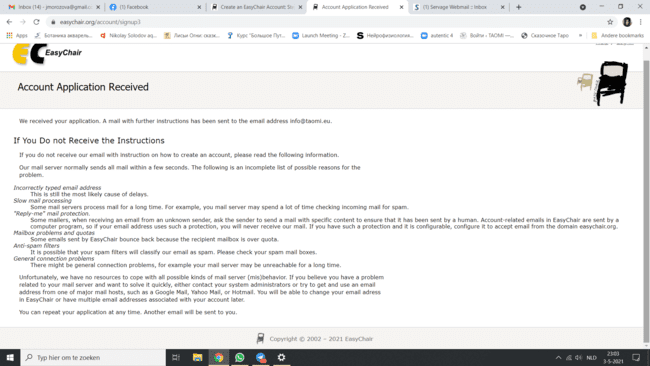 Inbox (14) - jmoroszova@gmail.c
(1) Facebook
Create an EasyChair Account: St
Account Application Received
Servage Webmail :: Inbox
easychair.org/account/signup3
Apps
Ботаника акварель...
Nikolay Solodov aq...
Лисьи Огни: сказк...
Курс "Большое Пут...
Launch Meeting - Z...
Нейрофизиологич...
autentic 4
Войти ‹ TAOMI —...
Сказочное Таро
Andere bookmarks
EasyChair
Account Application Received
We received your application. A mail with further instructions has been sent to the email address info@taomi.eu.
If You Do not Receive the Instructions
If you do not receive our email with instruction on how to create an account, please read the following information.
Our mail server normally sends all mail within a few seconds. The following is an incomplete list of possible reasons for the
problem.
Incorrectly typed email address
This is still the most likely cause of delays.
Slow mail processing
Some mail servers process mail for a long time. For example, you mail server may spend a lot of time checking incoming mail for spam.
"Reply-me" mail protection.
Some mailers, when receiving an email from an unknown sender, ask the sender to send a mail with specific content to ensure that it has been sent by a human. Account-related emails in EasyChair are sent by a
computer program, so if your email address uses such a protection, you will never receive our mail. If you have such a protection and it is configurable, configure it to accept email from the domain easychair.org.
Mailbox problems and quotas
Some emails sent by EasyChair bounce back because the recipient mailbox is over quota.
Anti-spam filters
It is possible that your spam filters will classify our email as spam. Please check your spam mail boxes.
General connection problems
There might be general connection problems, for example your mail server may be unreachable for a long time.
Unfortunately, we have no resources to cope with all possible kinds of mail server (mis)behavior. If you believe you have a problem
related to your mail server and want to solve it quickly, either contact your system administrators or try to get and use an email
address from one of major mail hosts, such as a Google Mail, Yahoo Mail, or Hotmail. You will be able to change your email adress
in EasyChair or have multiple email addresses associated with your account later.
You can repeat your application at any time. Another email will be sent to you.
Copyright © 2002 – 2021 EasyChair
Typ hier om te zoeken
NLD
23:03
3-5-2021